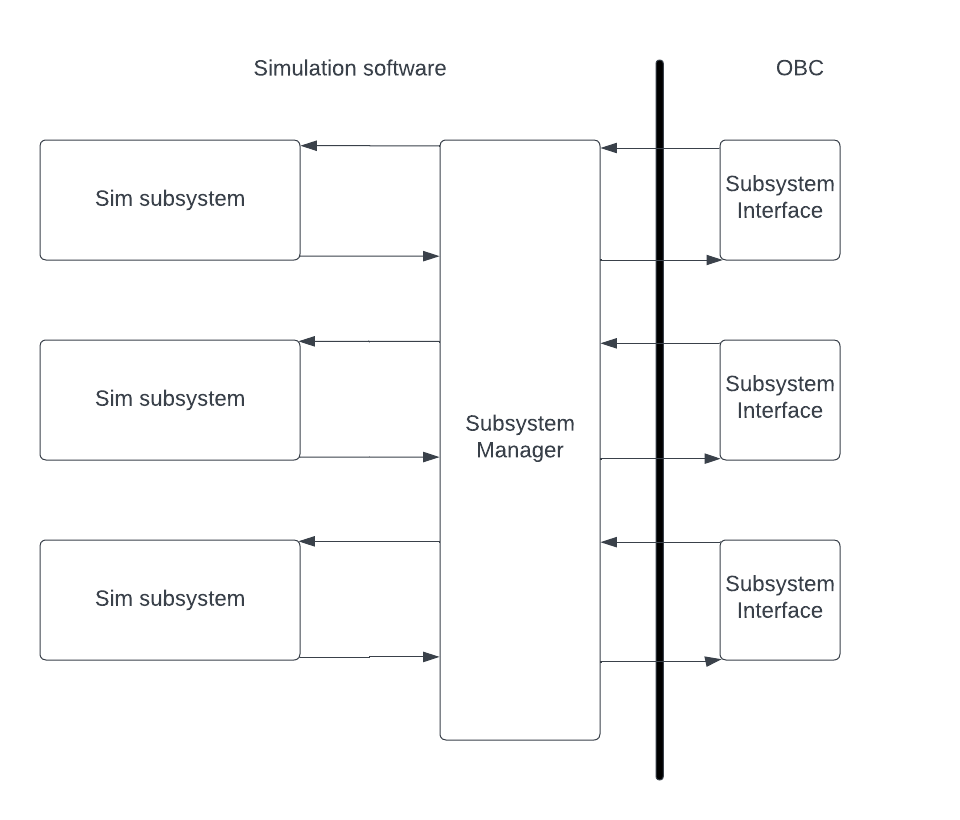 Simulation software
OBC
Sim subsystem
Subsystem
Interface
Sim subsystem
Subsystem
Manager
Subsystem
Interface
Sim subsystem
Subsystem
Interface